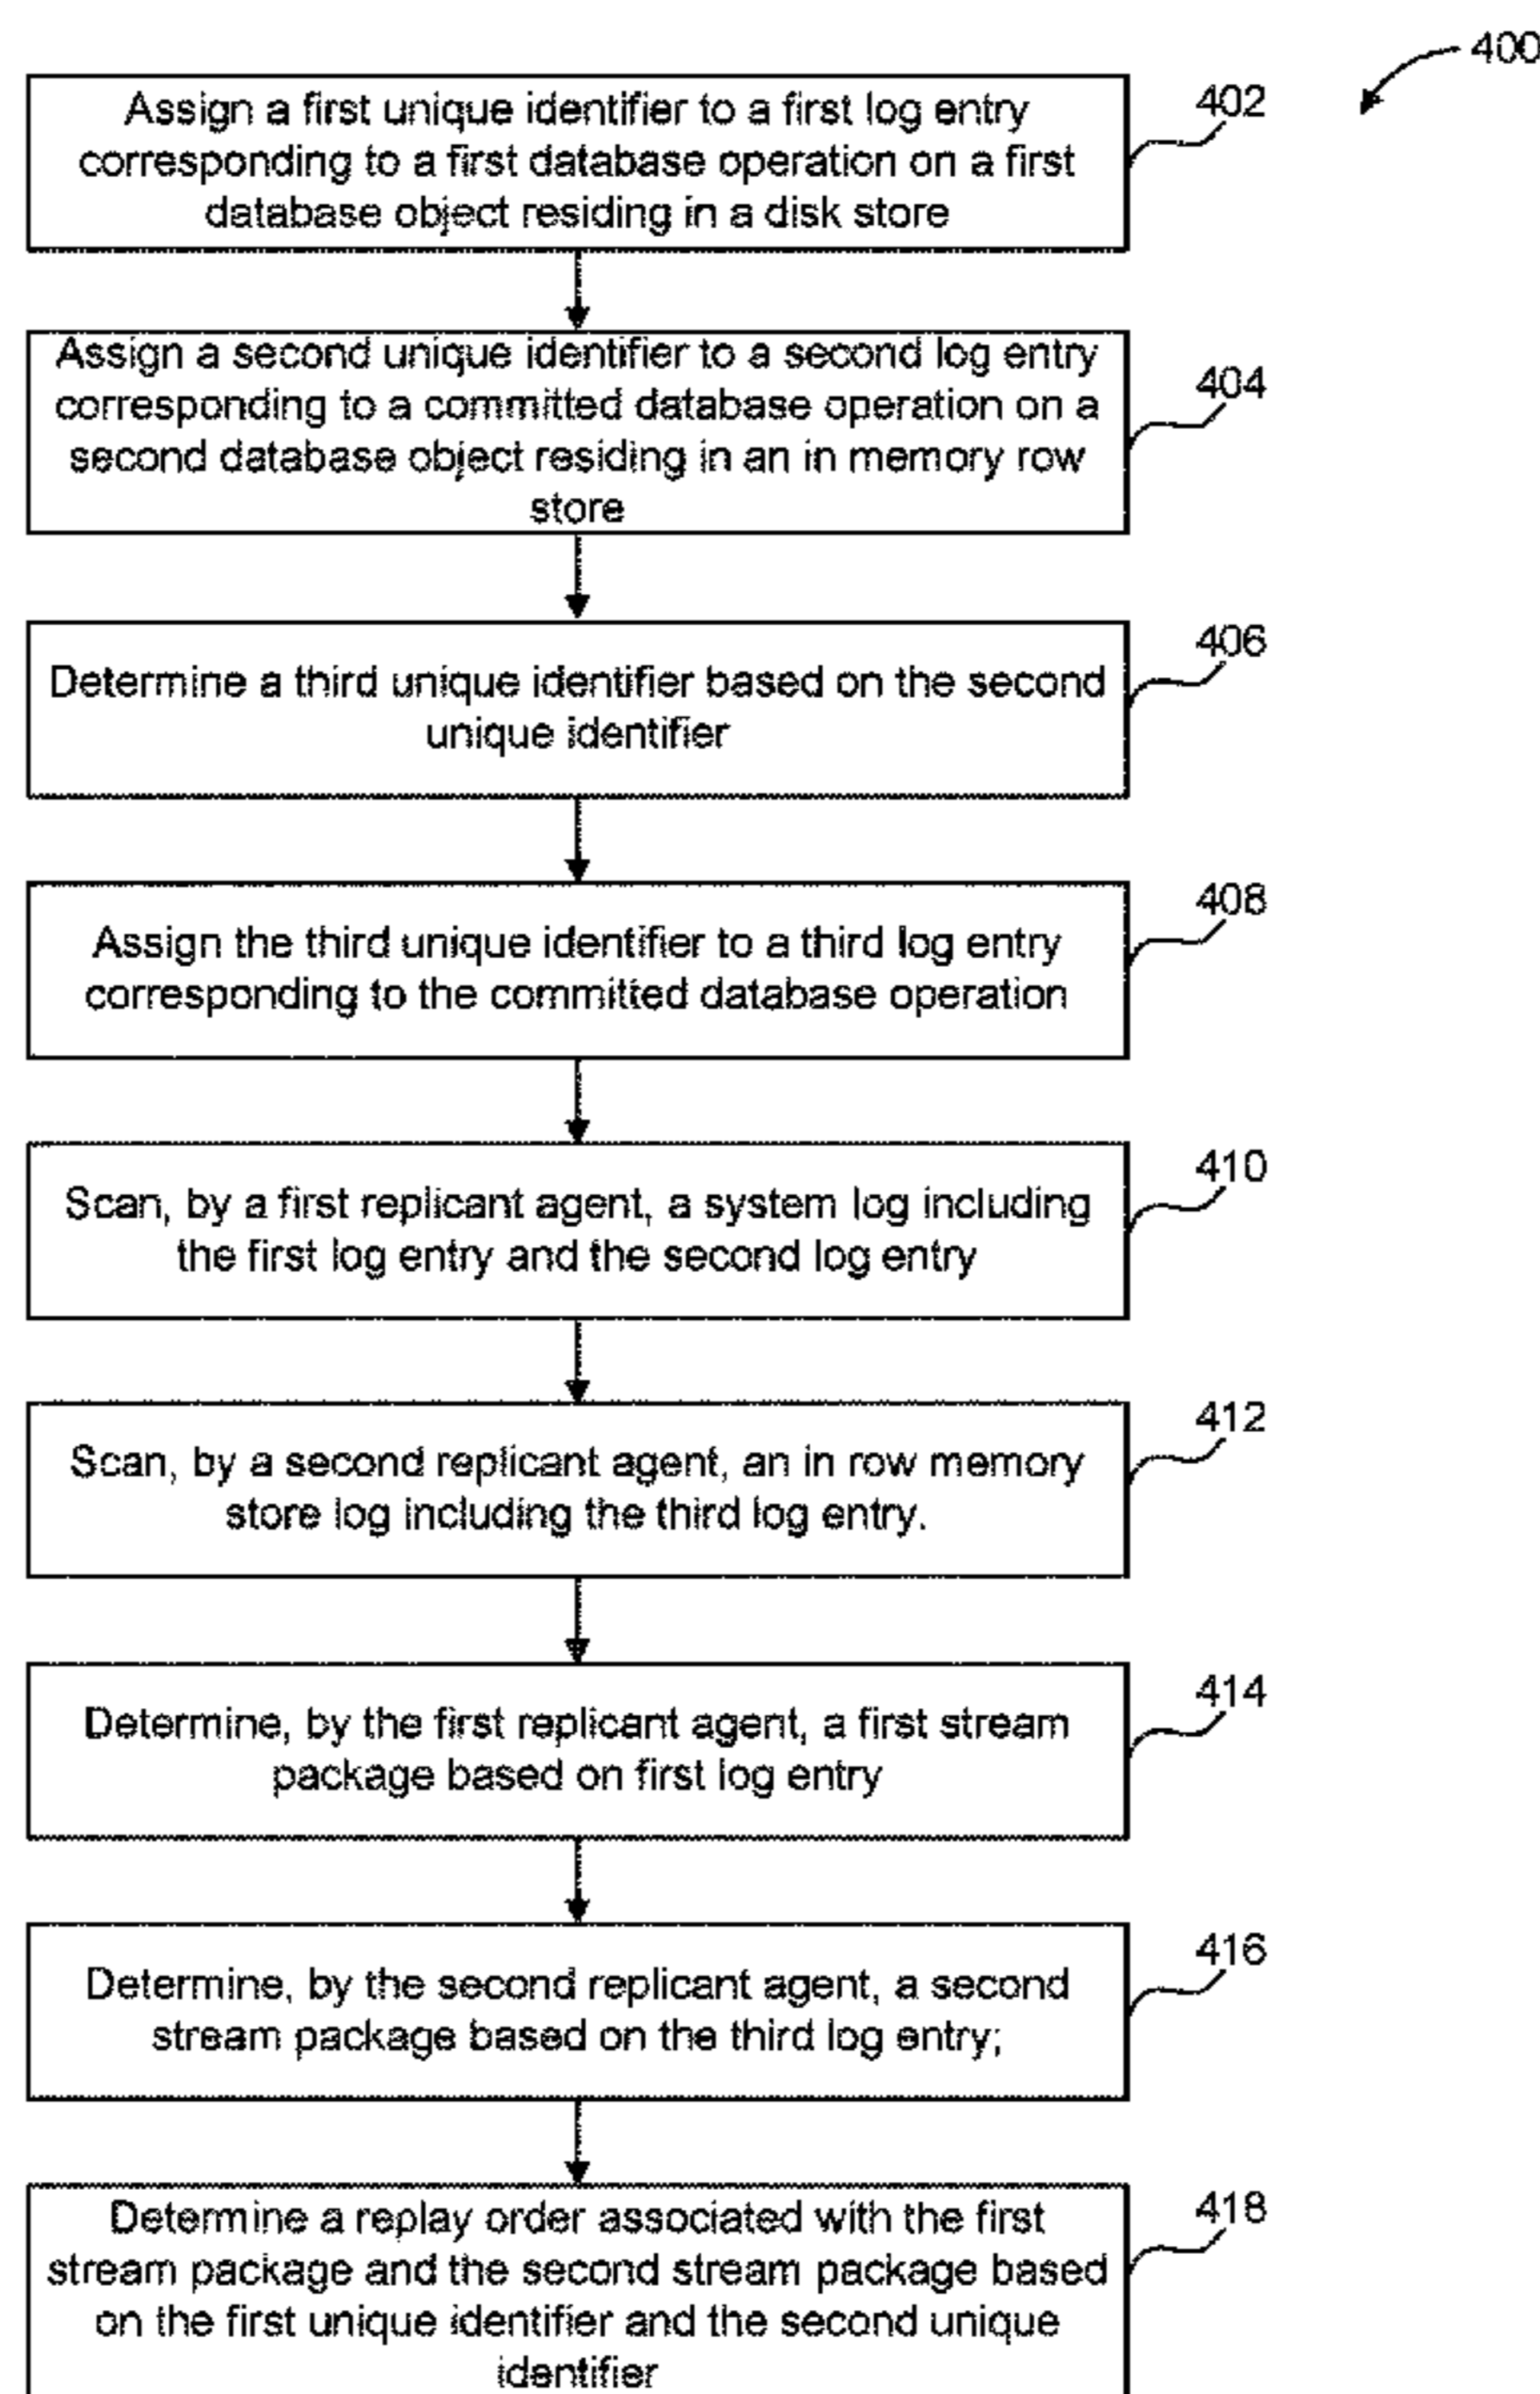 400
Assign a first unique identifier to a first log entry
corresponding to a first database operation on a first
database object residing in a disk store
402
Assign a second unique identifier to a second log entry
corresponding to a committed database operation on a
second database object residing in an in memory row
store
404
Determine a third unique identifier based on the second
unique identifier
406
Assign the third unique identifier to a third log entry
corresponding to the committed database operation
408
Scan, by a first replicant agent, a system log including
the first log entry and the second log entry
410
Scan, by a second replicant agent, an in row memory
store log including the third log entry.
412
Determine, by the first replicant agent, a first stream
package based on first log entry
414
Determine, by the second replicant agent, a second
stream package based on the third log entry;
416
Determine a replay order associated with the first
stream package and the second stream package based
on the first unique identifier and the second unique
identifier
418